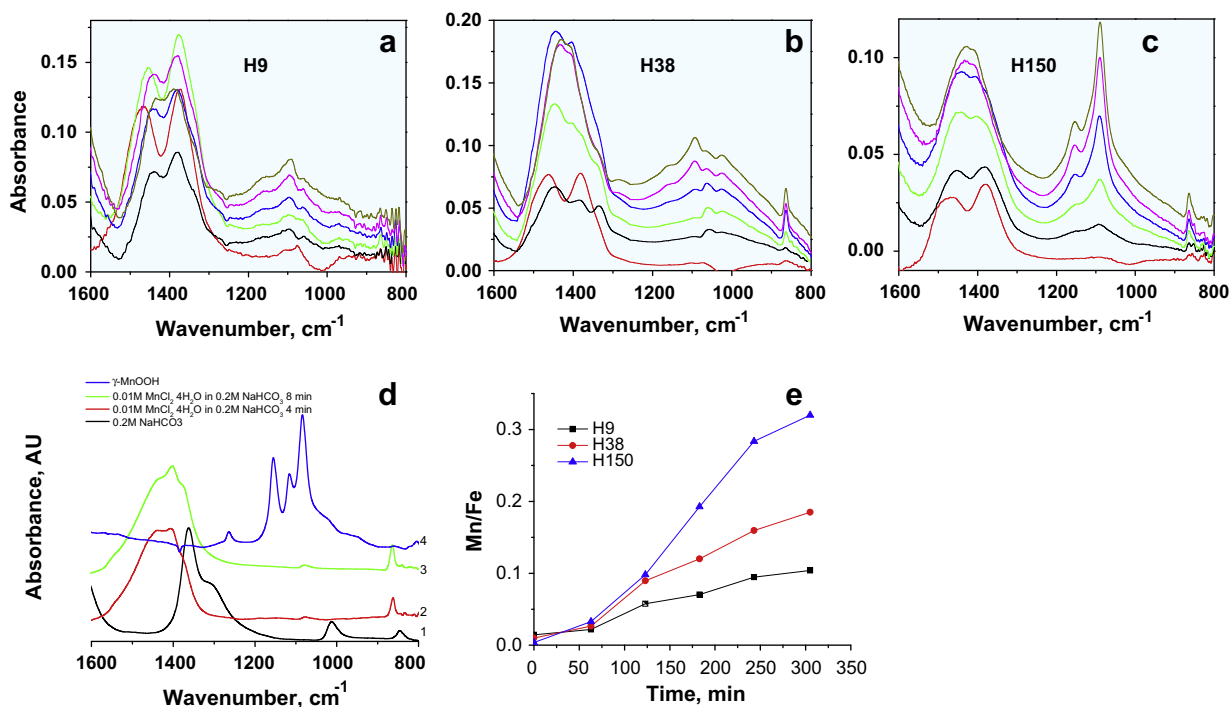 a
b
c
H9
H38
H150
Absorbance
0.15
0.10
0.05
0.00
0.20
0.15
0.10
0.05
0.00
0.10
0.05
0.00
1600 1400 1200 1000 800
1600 1400 1200 1000 800
1600 1400 1200 1000 800
Wavenumber, cm⁻¹
Wavenumber, cm⁻¹
Wavenumber, cm⁻¹
d
γ-MnOOH
0.01M MnCl₂ 4H₂O in 0.2M NaHCO₃ 8 min
0.01M MnCl₂ 4H₂O in 0.2M NaHCO₃ 4 min
0.2M NaHCO3
Absorbance, AU
4
3
2
1
1600 1400 1200 1000 800
Wavenumber, cm⁻¹
e
H9
H38
H150
Mn/Fe
0.3
0.2
0.1
0.0
0 50 100 150 200 250 300 350
Time, min